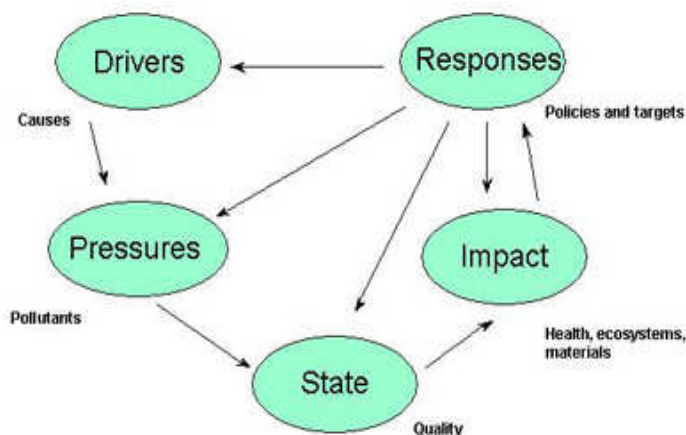 Drivers
Responses
Causes
Policies and targets
Pressures
Impact
Pollutants
Health, ecosystems,
materials
State
Quality